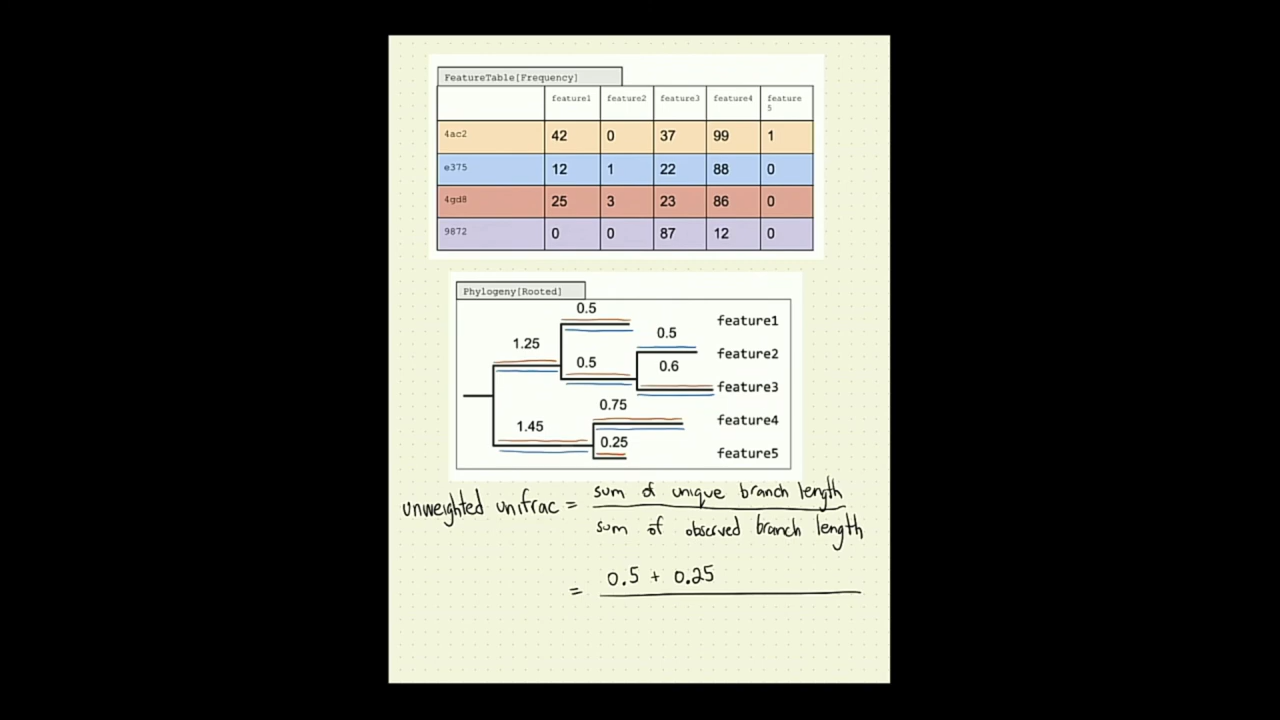 FeatureTable[Frequency]
feature1 feature2 feature3 feature4 feature
5
4ac2 42 0 37 99 1
e375 12 1 22 88 0
4gd8 25 3 23 86 0
9872 0 0 87 12 0
Phylogeny[Rooted]
0.5
feature1
1.25
0.5
feature2
0.5
0.6
feature3
0.75
feature4
1.45
0.25
feature5
unweighted unifrac = sum of unique branch length
sum of observed branch length
= 0.5 + 0.25